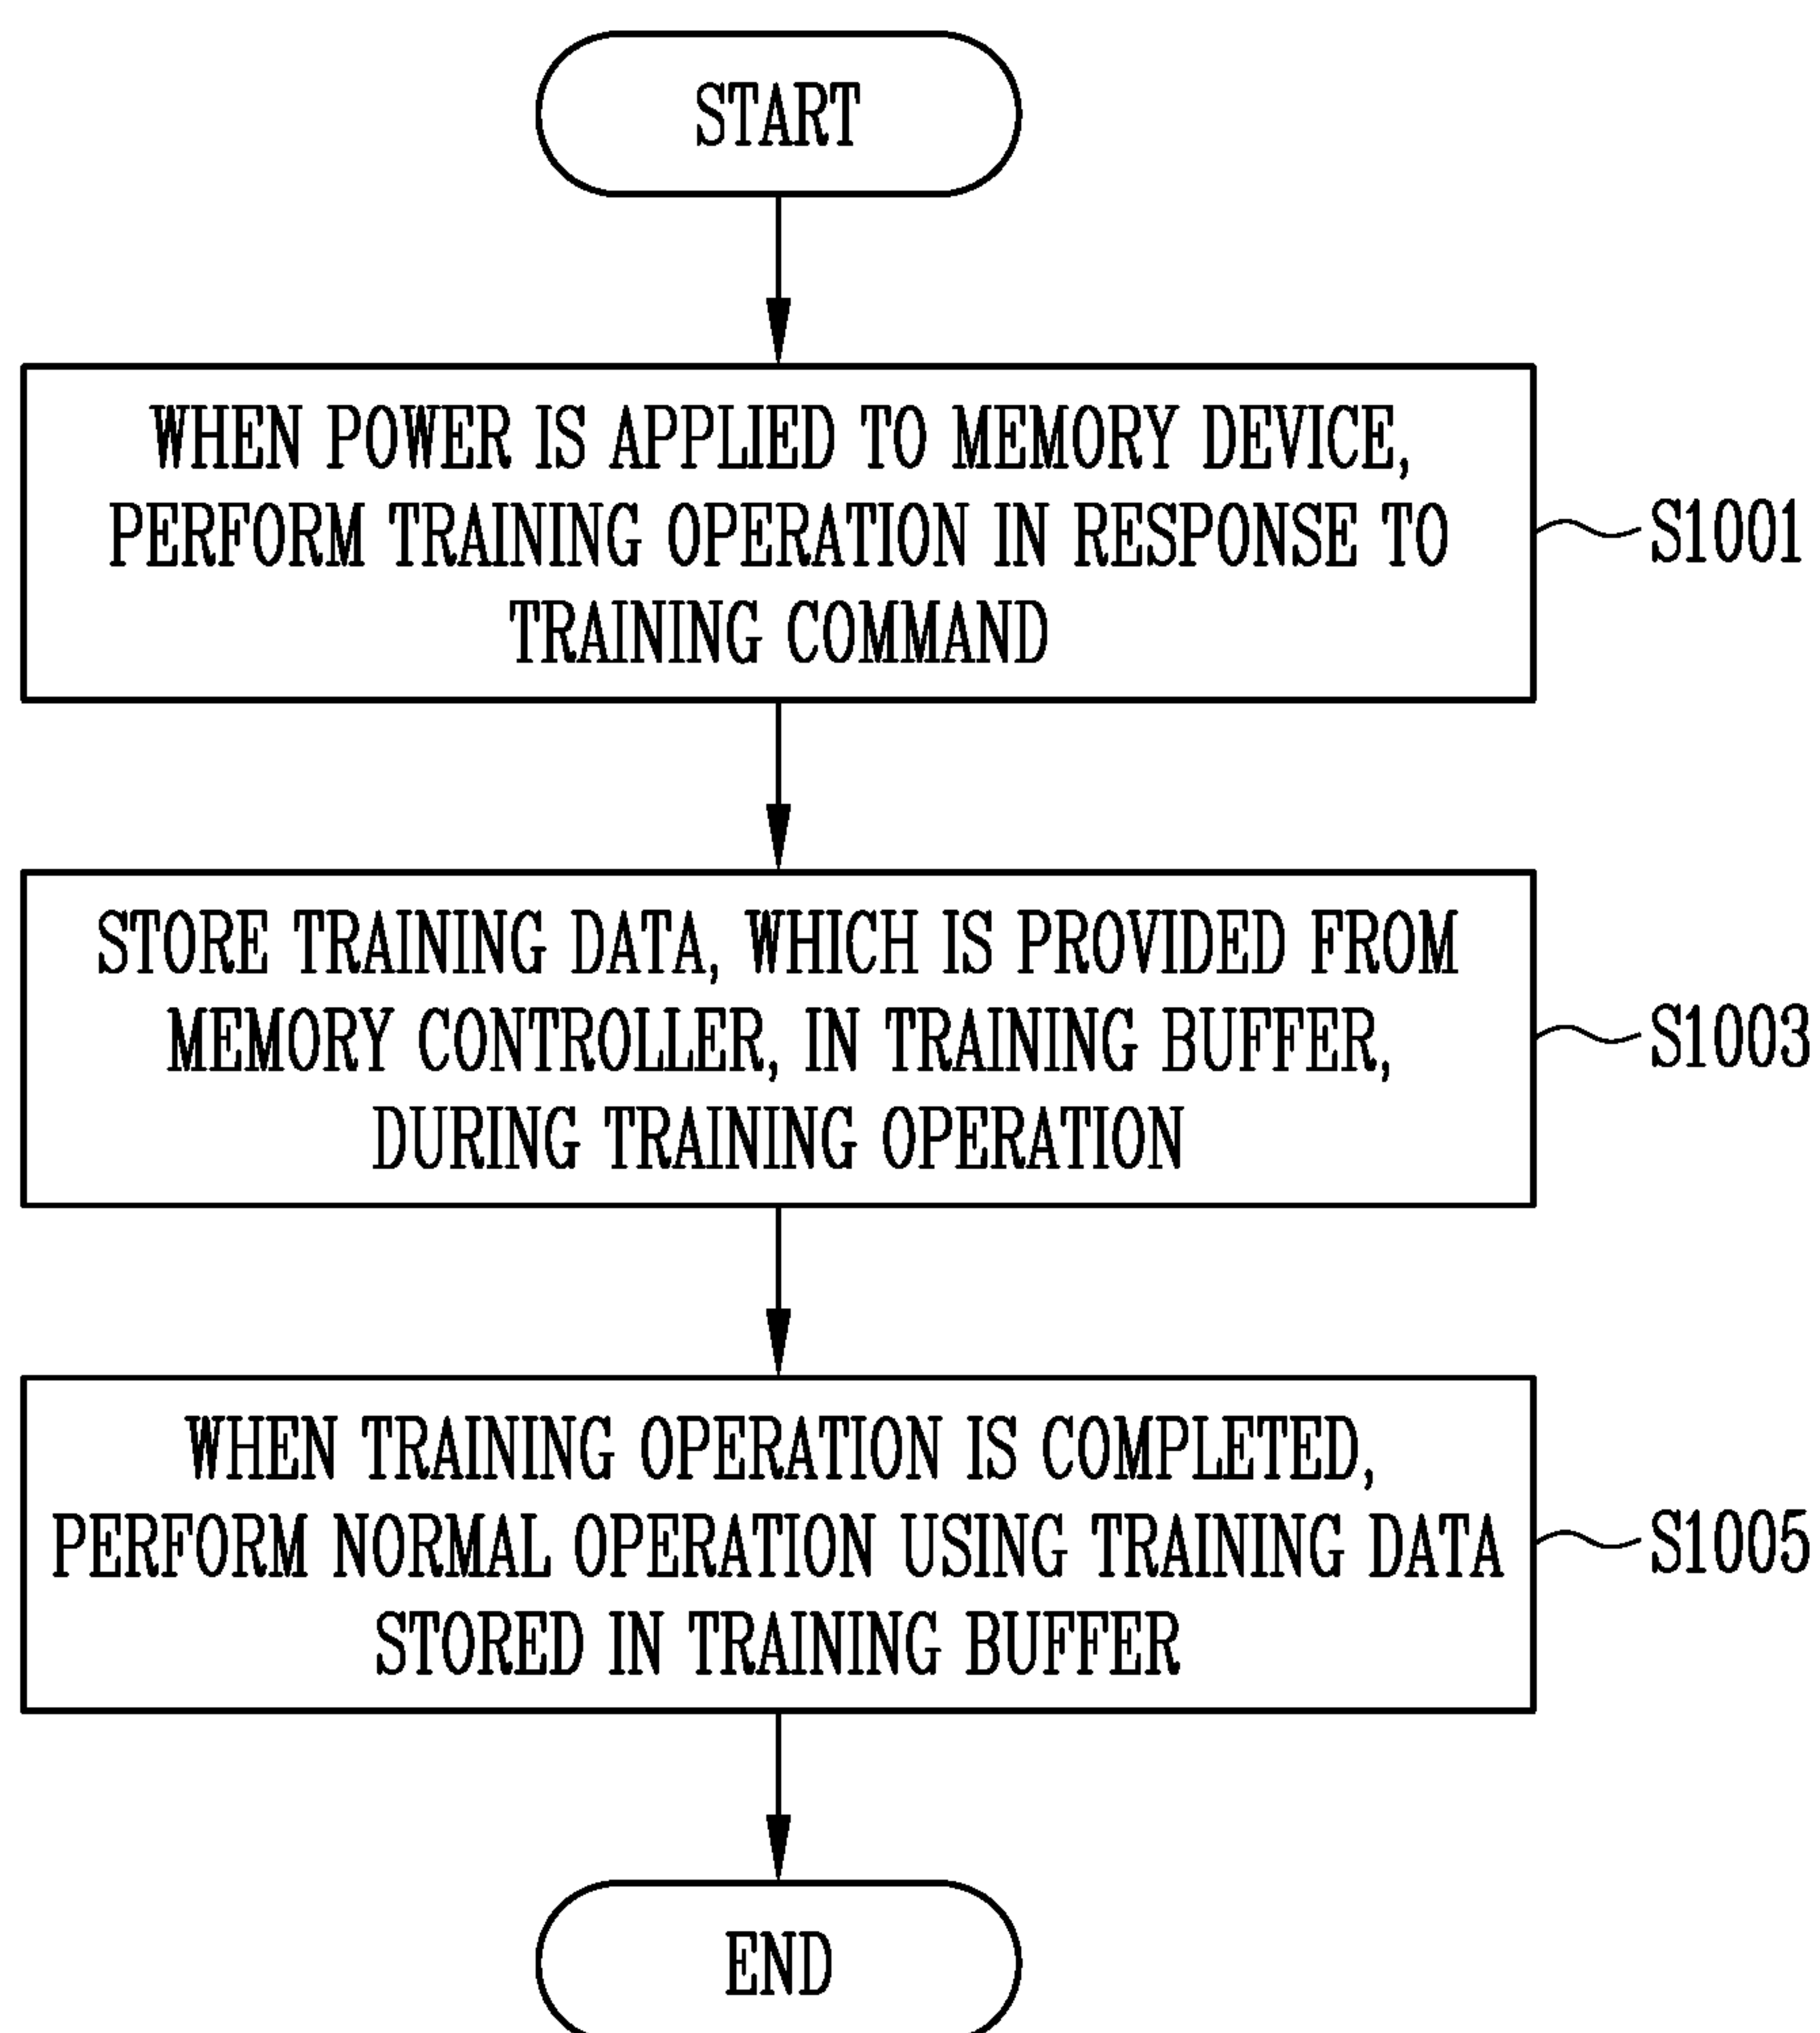 START
WHEN POWER IS APPLIED TO MEMORY DEVICE,
PERFORM TRAINING OPERATION IN RESPONSE TO
TRAINING COMMAND
S1001
STORE TRAINING DATA, WHICH IS PROVIDED FROM
MEMORY CONTROLLER, IN TRAINING BUFFER,
DURING TRAINING OPERATION
S1003
WHEN TRAINING OPERATION IS COMPLETED,
PERFORM NORMAL OPERATION USING TRAINING DATA
STORED IN TRAINING BUFFER
S1005
END